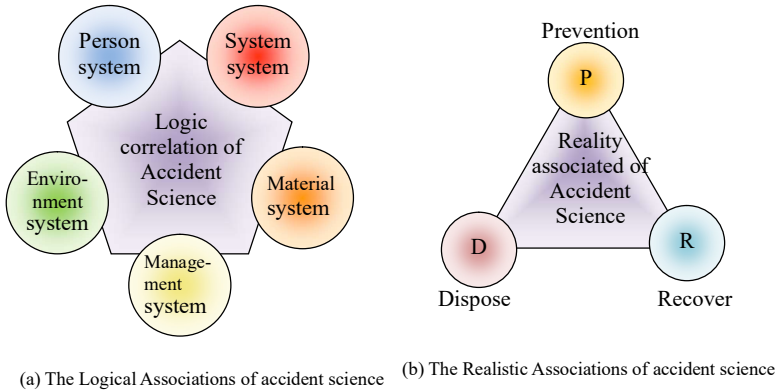 Person
system
System
system
Logic
correlation of
Accident
Science
Enviro-
nment
system
Material
system
Manage-
ment
system
(a) The Logical Associations of accident science
Prevention
P
Reality
associated of
Accident
Science
D
R
Dispose
Recover
(b) The Realistic Associations of accident science